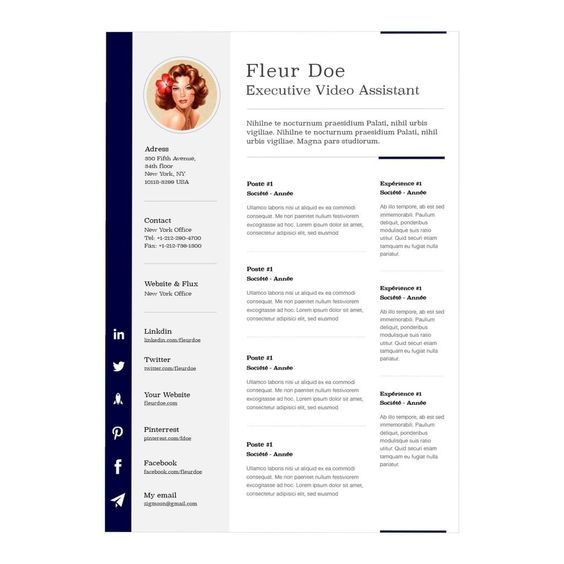 Fleur Doe
Executive Video Assistant
Nihilne te nocturnum praesidium Palati, nihil urbis
vigiliae. Nihilne te nocturnum praesidium Palati, nihil
urbis vigiliae. Magna pars studiorum.
Adress
350 Fifth Avenue,
34th floor
New York, NY
10118-3299 USA
Contact
New York Office
Tel: +1-212-290-4700
Fax: +1-212-736-1300
Website & Flux
New York Office
Linkdin
linkedin.com/fleurdoe
Twitter
twitter.com/fleurdoe
Your Website
fleurdoe.com
Pinterrest
pinterrest.com/fdoe
Facebook
facebook.com/fleurdoe
My email
sigmoon@gmail.com
Poste #1
Société - Année
Ullamco laboris nisi ut aliquid ex ea commodi
consequat. Me non paenitet nullum festiviorem
excogitasse ad hoc. Lorem ipsum dolor sit amet,
consectetur adipisici elit, sed eiusmod
Poste #1
Société - Année
Ullamco laboris nisi ut aliquid ex ea commodi
consequat. Me non paenitet nullum festiviorem
excogitasse ad hoc. Lorem ipsum dolor sit amet,
consectetur adipisici elit, sed eiusmod
Poste #1
Société - Année
Ullamco laboris nisi ut aliquid ex ea commodi
consequat. Me non paenitet nullum festiviorem
excogitasse ad hoc. Lorem ipsum dolor sit amet,
consectetur adipisici elit, sed eiusmod
Poste #1
Société - Année
Ullamco laboris nisi ut aliquid ex ea commodi
consequat. Me non paenitet nullum festiviorem
excogitasse ad hoc. Lorem ipsum dolor sit amet,
consectetur adipisici elit, sed eiusmod
Expérience #1
Société - Année
Ab illo tempore, ab est sed
immemorabili. Paullum
deliquit, ponderibus
modulisque suis ratio
utitur. Quid securi etiam
tamquam eu fugiat nulla
pariatur.
Expérience #1
Société - Année
Ab illo tempore, ab est sed
immemorabili. Paullum
deliquit, ponderibus
modulisque suis ratio
utitur. Quid securi etiam
tamquam eu fugiat nulla
pariatur.
Expérience #1
Société - Année
Ab illo tempore, ab est sed
immemorabili. Paullum
deliquit, ponderibus
modulisque suis ratio
utitur. Quid securi etiam
tamquam eu fugiat nulla
pariatur.